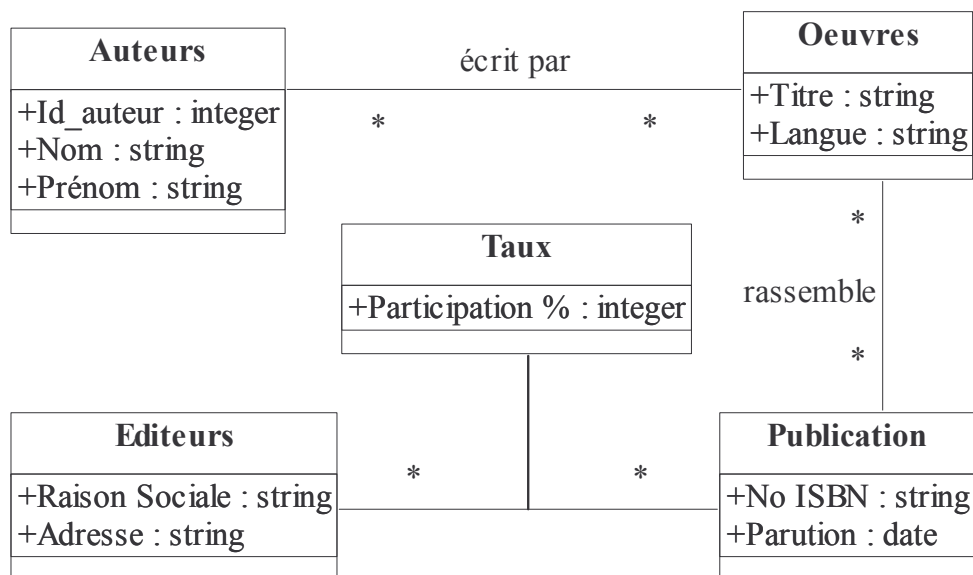 Auteurs
+Id_auteur : integer
+Nom : string
+Prénom : string
écrit par
*
*
Oeuvres
+Titre : string
+Langue : string
*
rassemble
*
Taux
+Participation % : integer
Editeurs
+Raison Sociale : string
+Adresse : string
*
*
Publication
+No ISBN : string
+Parution : date